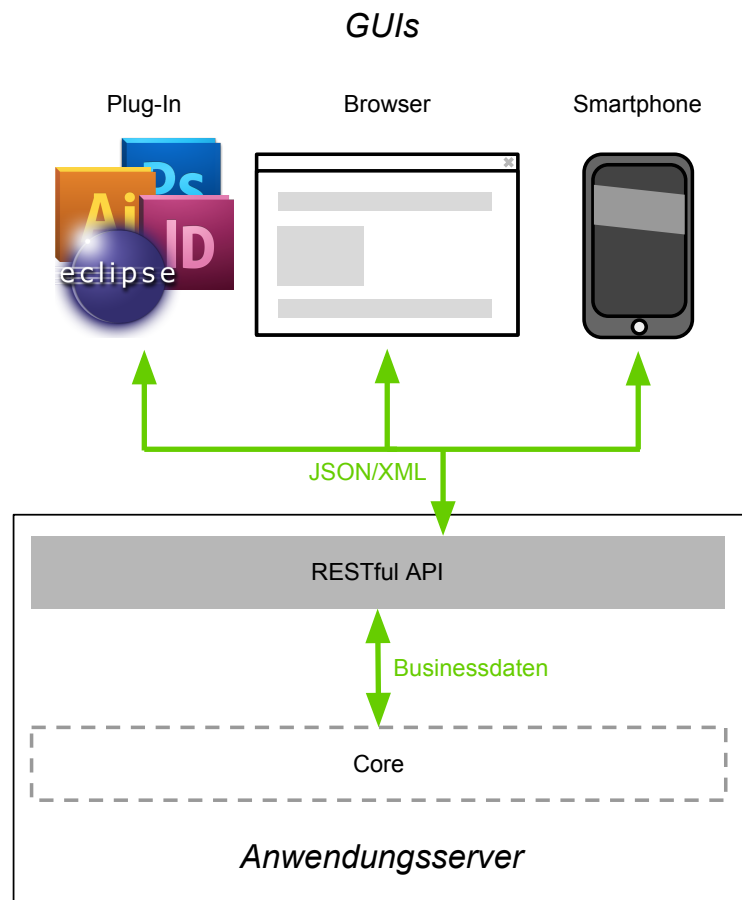 GUIs
Plug-In
Browser
Smartphone
Ps
Ai
ID
eclipse
JSON/XML
RESTful API
Businessdaten
Core
Anwendungsserver